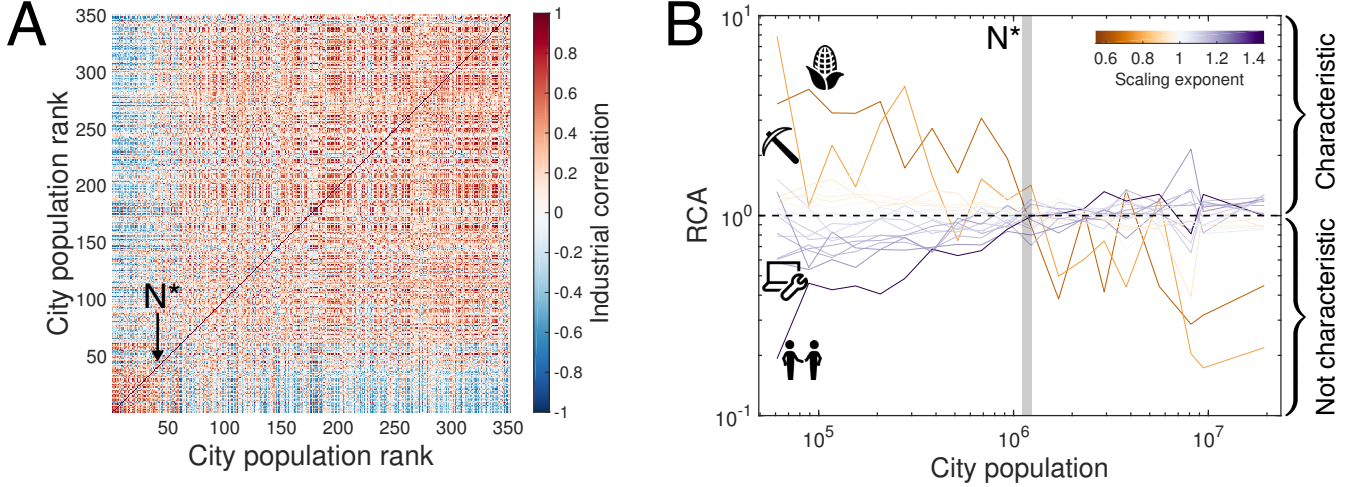 A
350
300
250
200
150
100
50
50 100 150 200 250 300 350
City population rank
City population rank
N*
1
0.8
0.6
0.4
0.2
0
-0.2
-0.4
-0.6
-0.8
-1
Industrial correlation
B
10¹
10⁰
10⁻¹
RCA
N*
0.6 0.8 1 1.2 1.4
Scaling exponent
10⁵ 10⁶ 10⁷
City population
Characteristic
Not characteristic